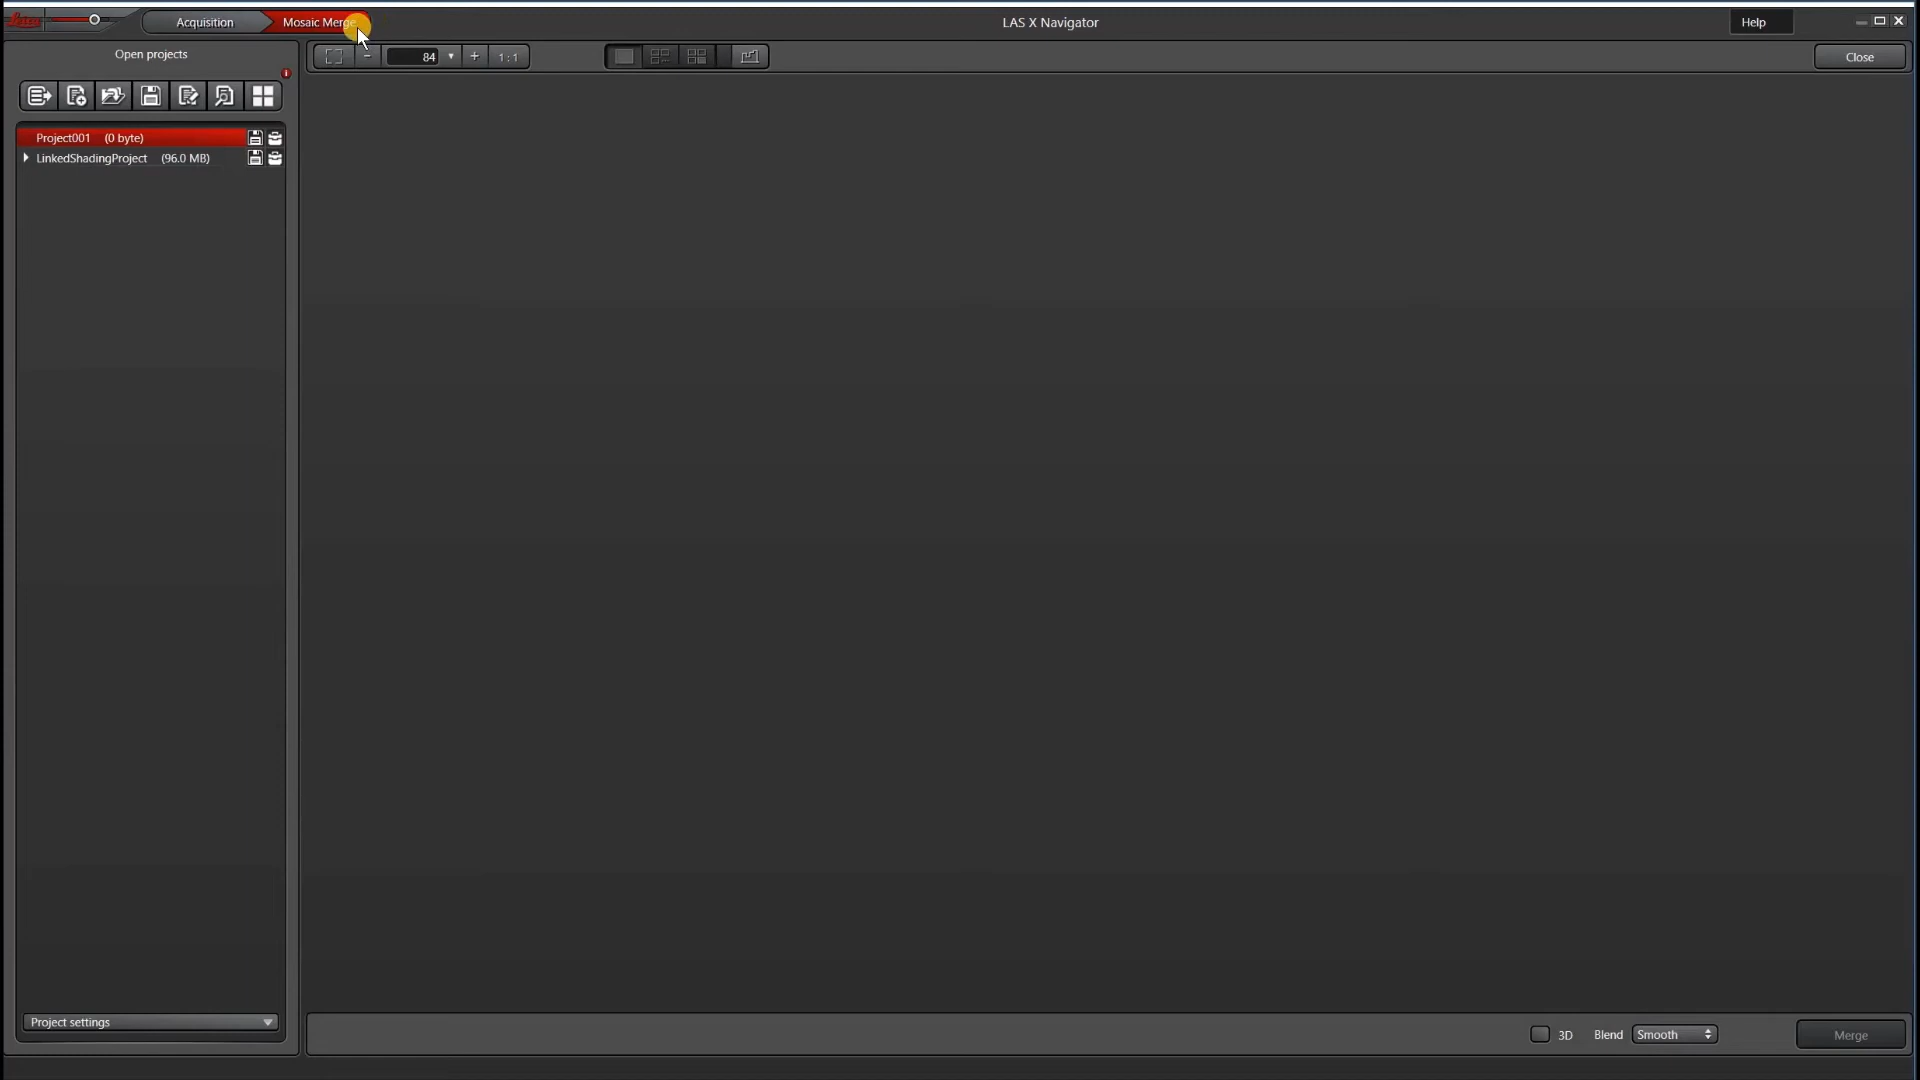 Leica
Acquisition
Mosaic Merge
LAS X Navigator
Help
Open projects
84
1:1
Close
Project001 (0 byte)
LinkedShadingProject (96.0 MB)
Project settings
3D
Blend
Smooth
Merge